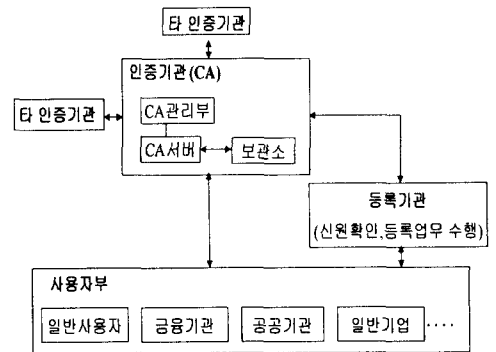 타 인증기관
인증기관(CA)
타 인증기관
CA관리부
CA서버
보관소
등록기관
(신원확인,등록업무 수행)
사용자부
일반사용자
금융기관
공공기관
일반기업
····